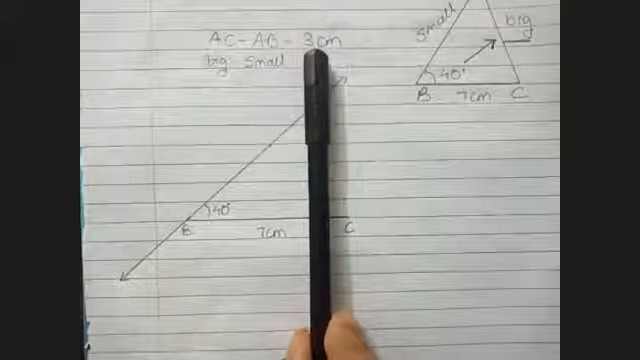 AC - AB - 3cm
big small
small
big
40°
B 7cm C
40°
B 7cm C